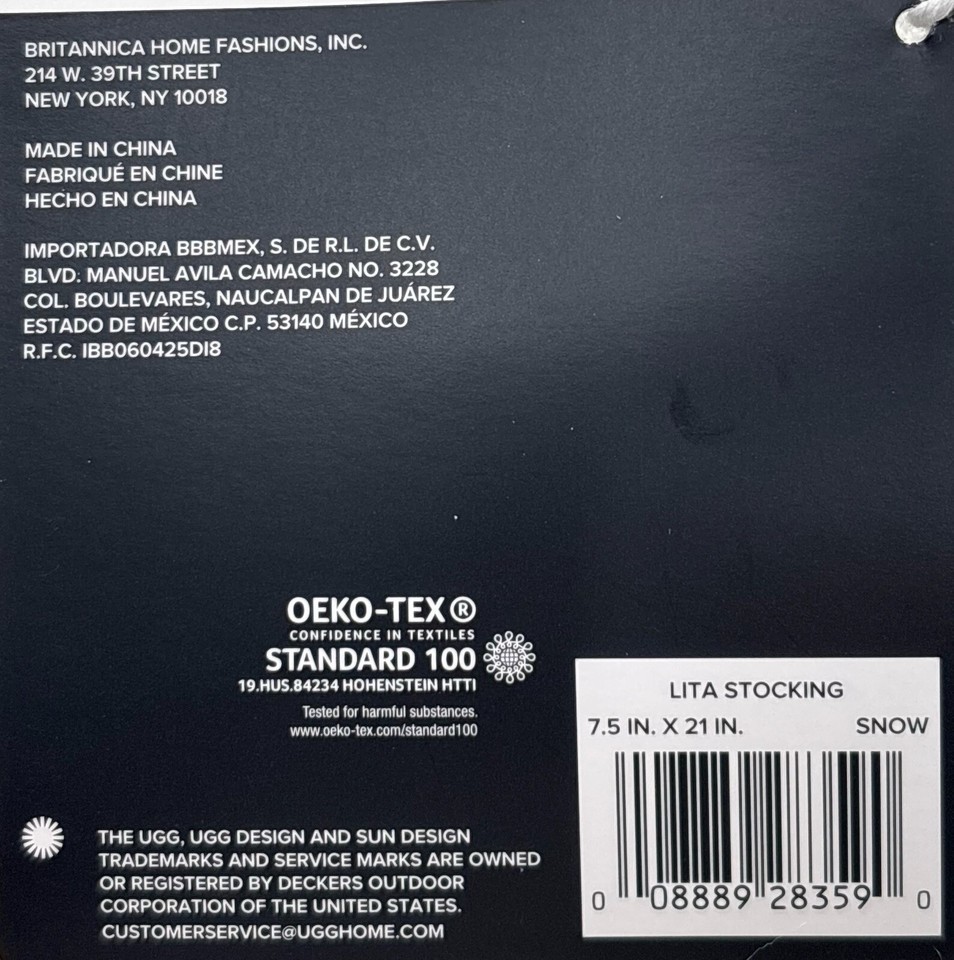 BRITANNICA HOME FASHIONS, INC.
214 W. 39TH STREET
NEW YORK, NY 10018
MADE IN CHINA
FABRIQUÉ EN CHINE
HECHO EN CHINA
IMPORTADORA BBBMEX, S. DE R.L. DE C.V.
BLVD. MANUEL AVILA CAMACHO NO. 3228
COL. BOULEVARES, NAUCALPAN DE JUÁREZ
ESTADO DE MÉXICO C.P. 53140 MÉXICO
R.F.C. IBB060425DI8
OEKO-TEX®
CONFIDENCE IN TEXTILES
STANDARD 100
19.HUS.84234 HOHENSTEIN HTTI
Tested for harmful substances.
www.oeko-tex.com/standard100
LITA STOCKING
7.5 IN. X 21 IN. SNOW
0 08889 28359 0
THE UGG, UGG DESIGN AND SUN DESIGN
TRADEMARKS AND SERVICE MARKS ARE OWNED
OR REGISTERED BY DECKERS OUTDOOR
CORPORATION OF THE UNITED STATES.
CUSTOMERSERVICE@UGGHOME.COM